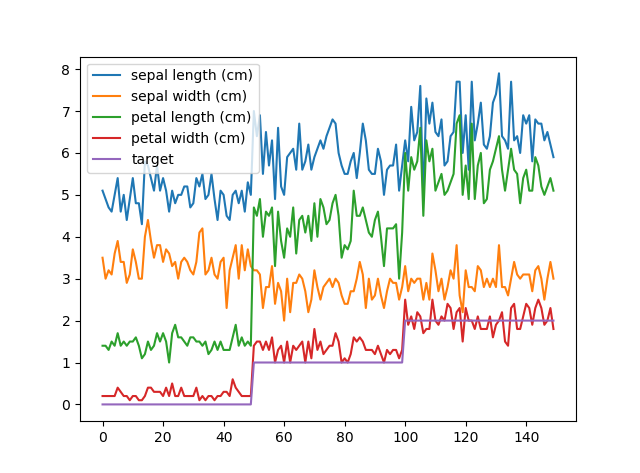 sepal length (cm)
sepal width (cm)
petal length (cm)
petal width (cm)
target
8
7
6
5
4
3
2
1
0
0 20 40 60 80 100 120 140